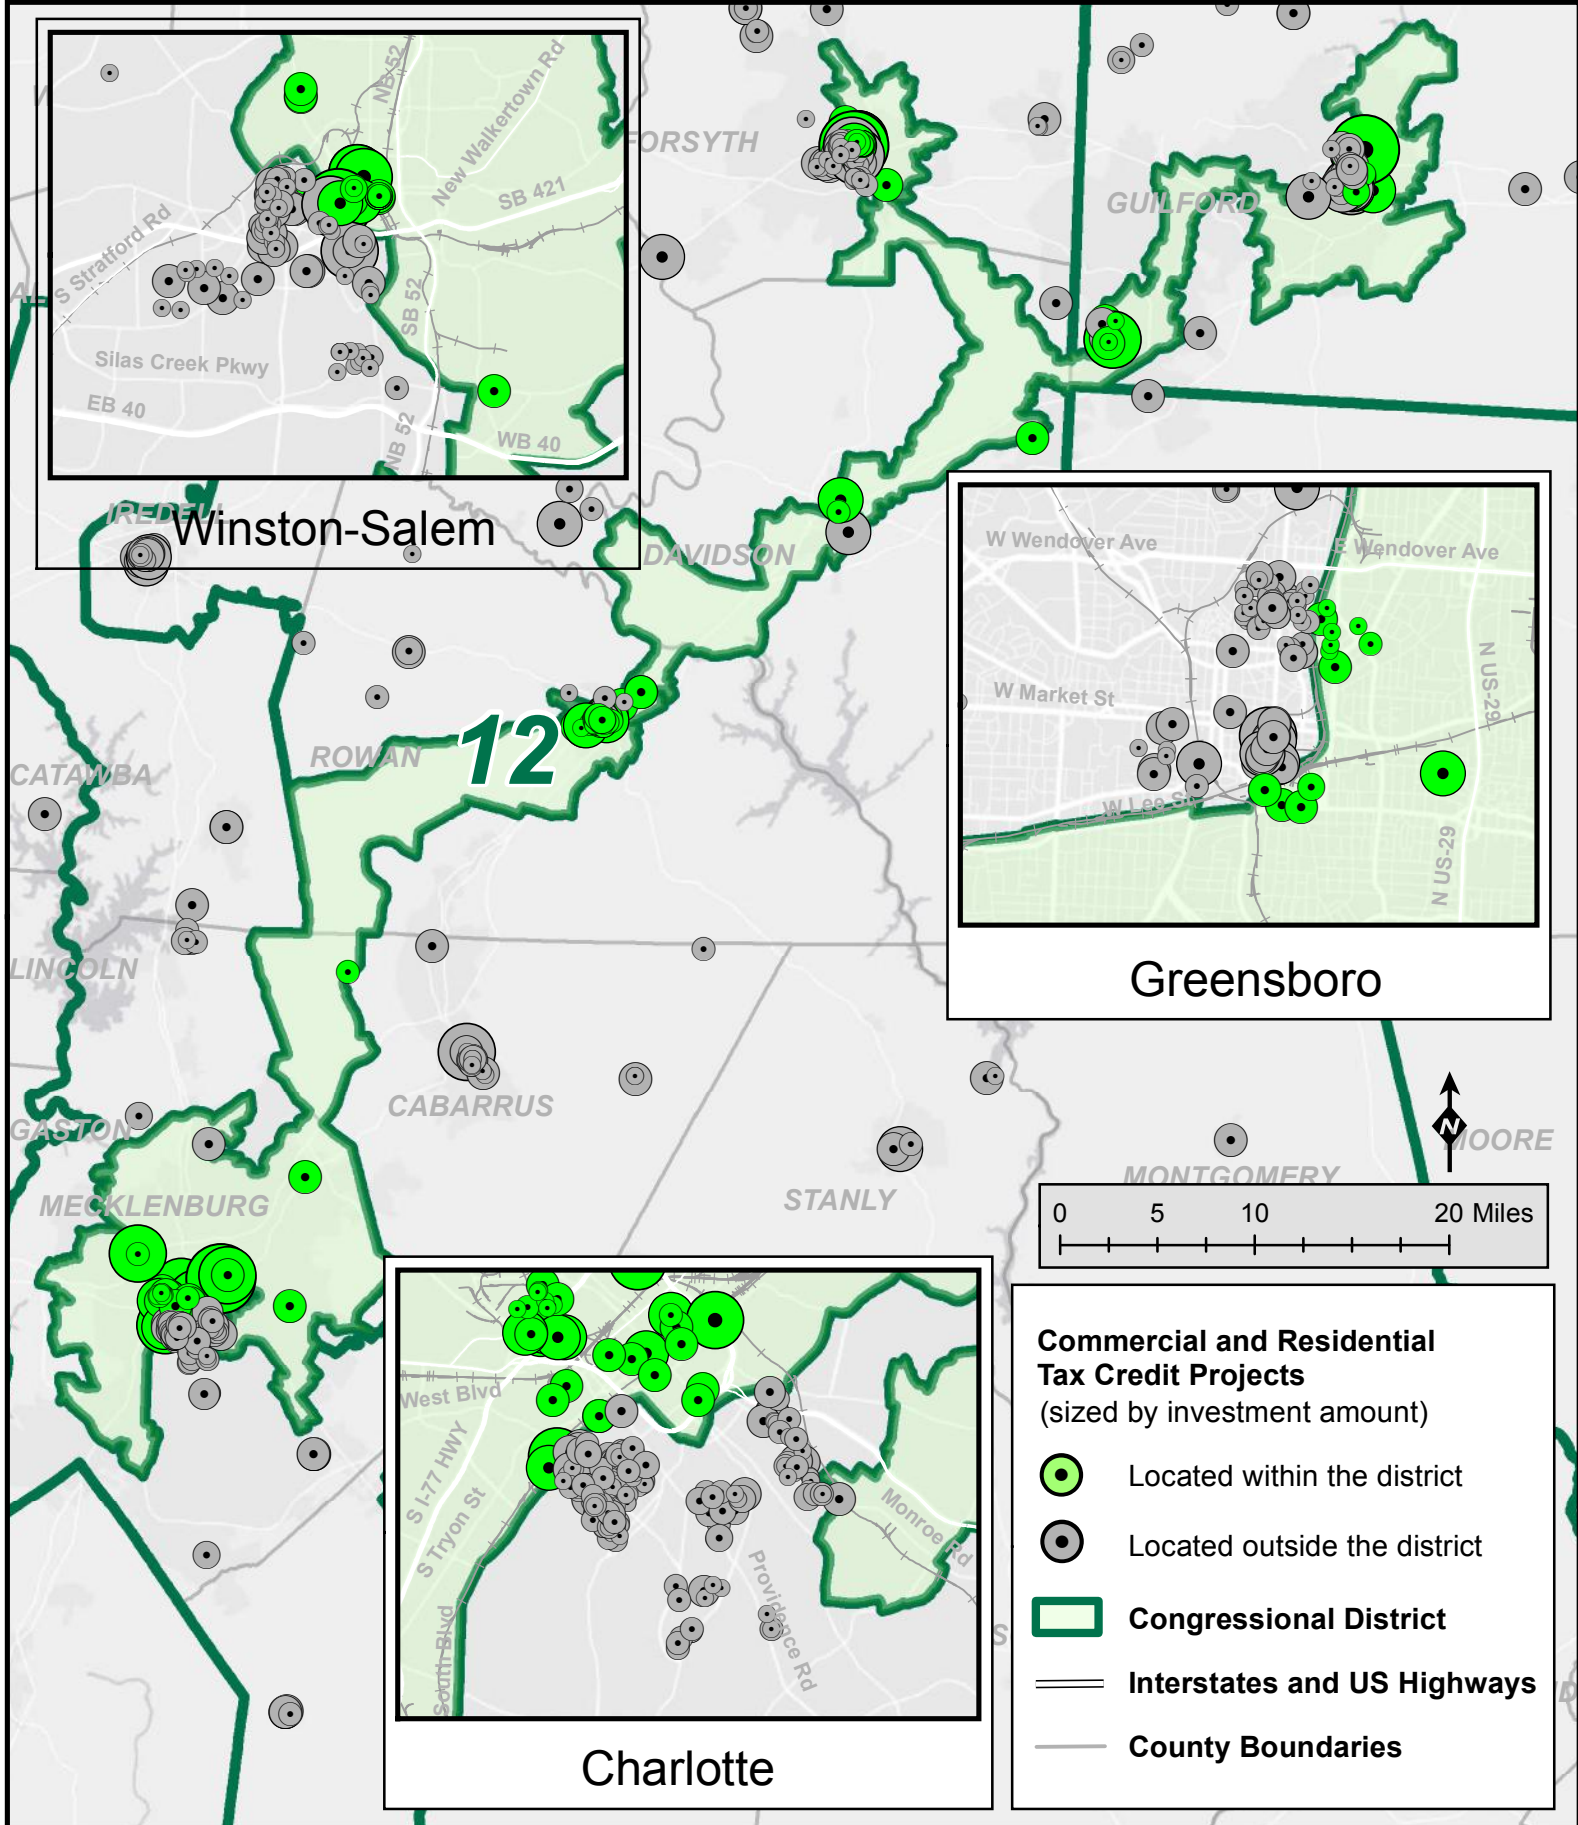 NB 52
New Walkertown Rd
SB 421
S Stratford Rd
SB 52
Silas Creek Pkwy
EB 40
NB 52
WB 40
Winston-Salem
FORSYTH
GUILFORD
IREDELL
DAVIDSON
W Wendover Ave
E Wendover Ave
N US-29
W Market St
W Lee St
N US-29
Greensboro
12
ROWAN
CATAWBA
LINCOLN
CABARRUS
GASTON
MECKLENBURG
STANLY
MONTGOMERY
MOORE
N
0 5 10 20 Miles
West Blvd
S I-77 HWY
S Tryon St
South Blvd
Providence Rd
Monroe Rd
Charlotte
Commercial and Residential
Tax Credit Projects
(sized by investment amount)
Located within the district
Located outside the district
Congressional District
Interstates and US Highways
County Boundaries